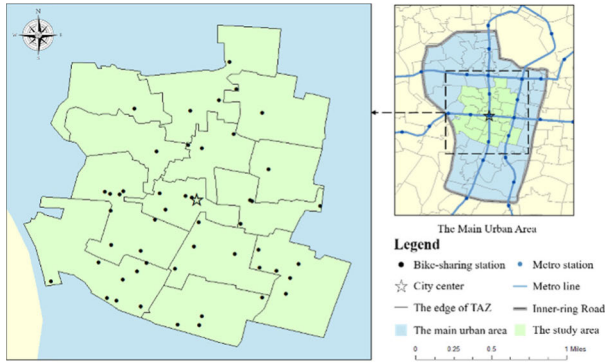 N
W
E
S
The Main Urban Area
Legend
Bike-sharing station
Metro station
City center
Metro line
The edge of TAZ
Inner-ring Road
The main urban area
The study area
0 0.25 0.5 1 Miles